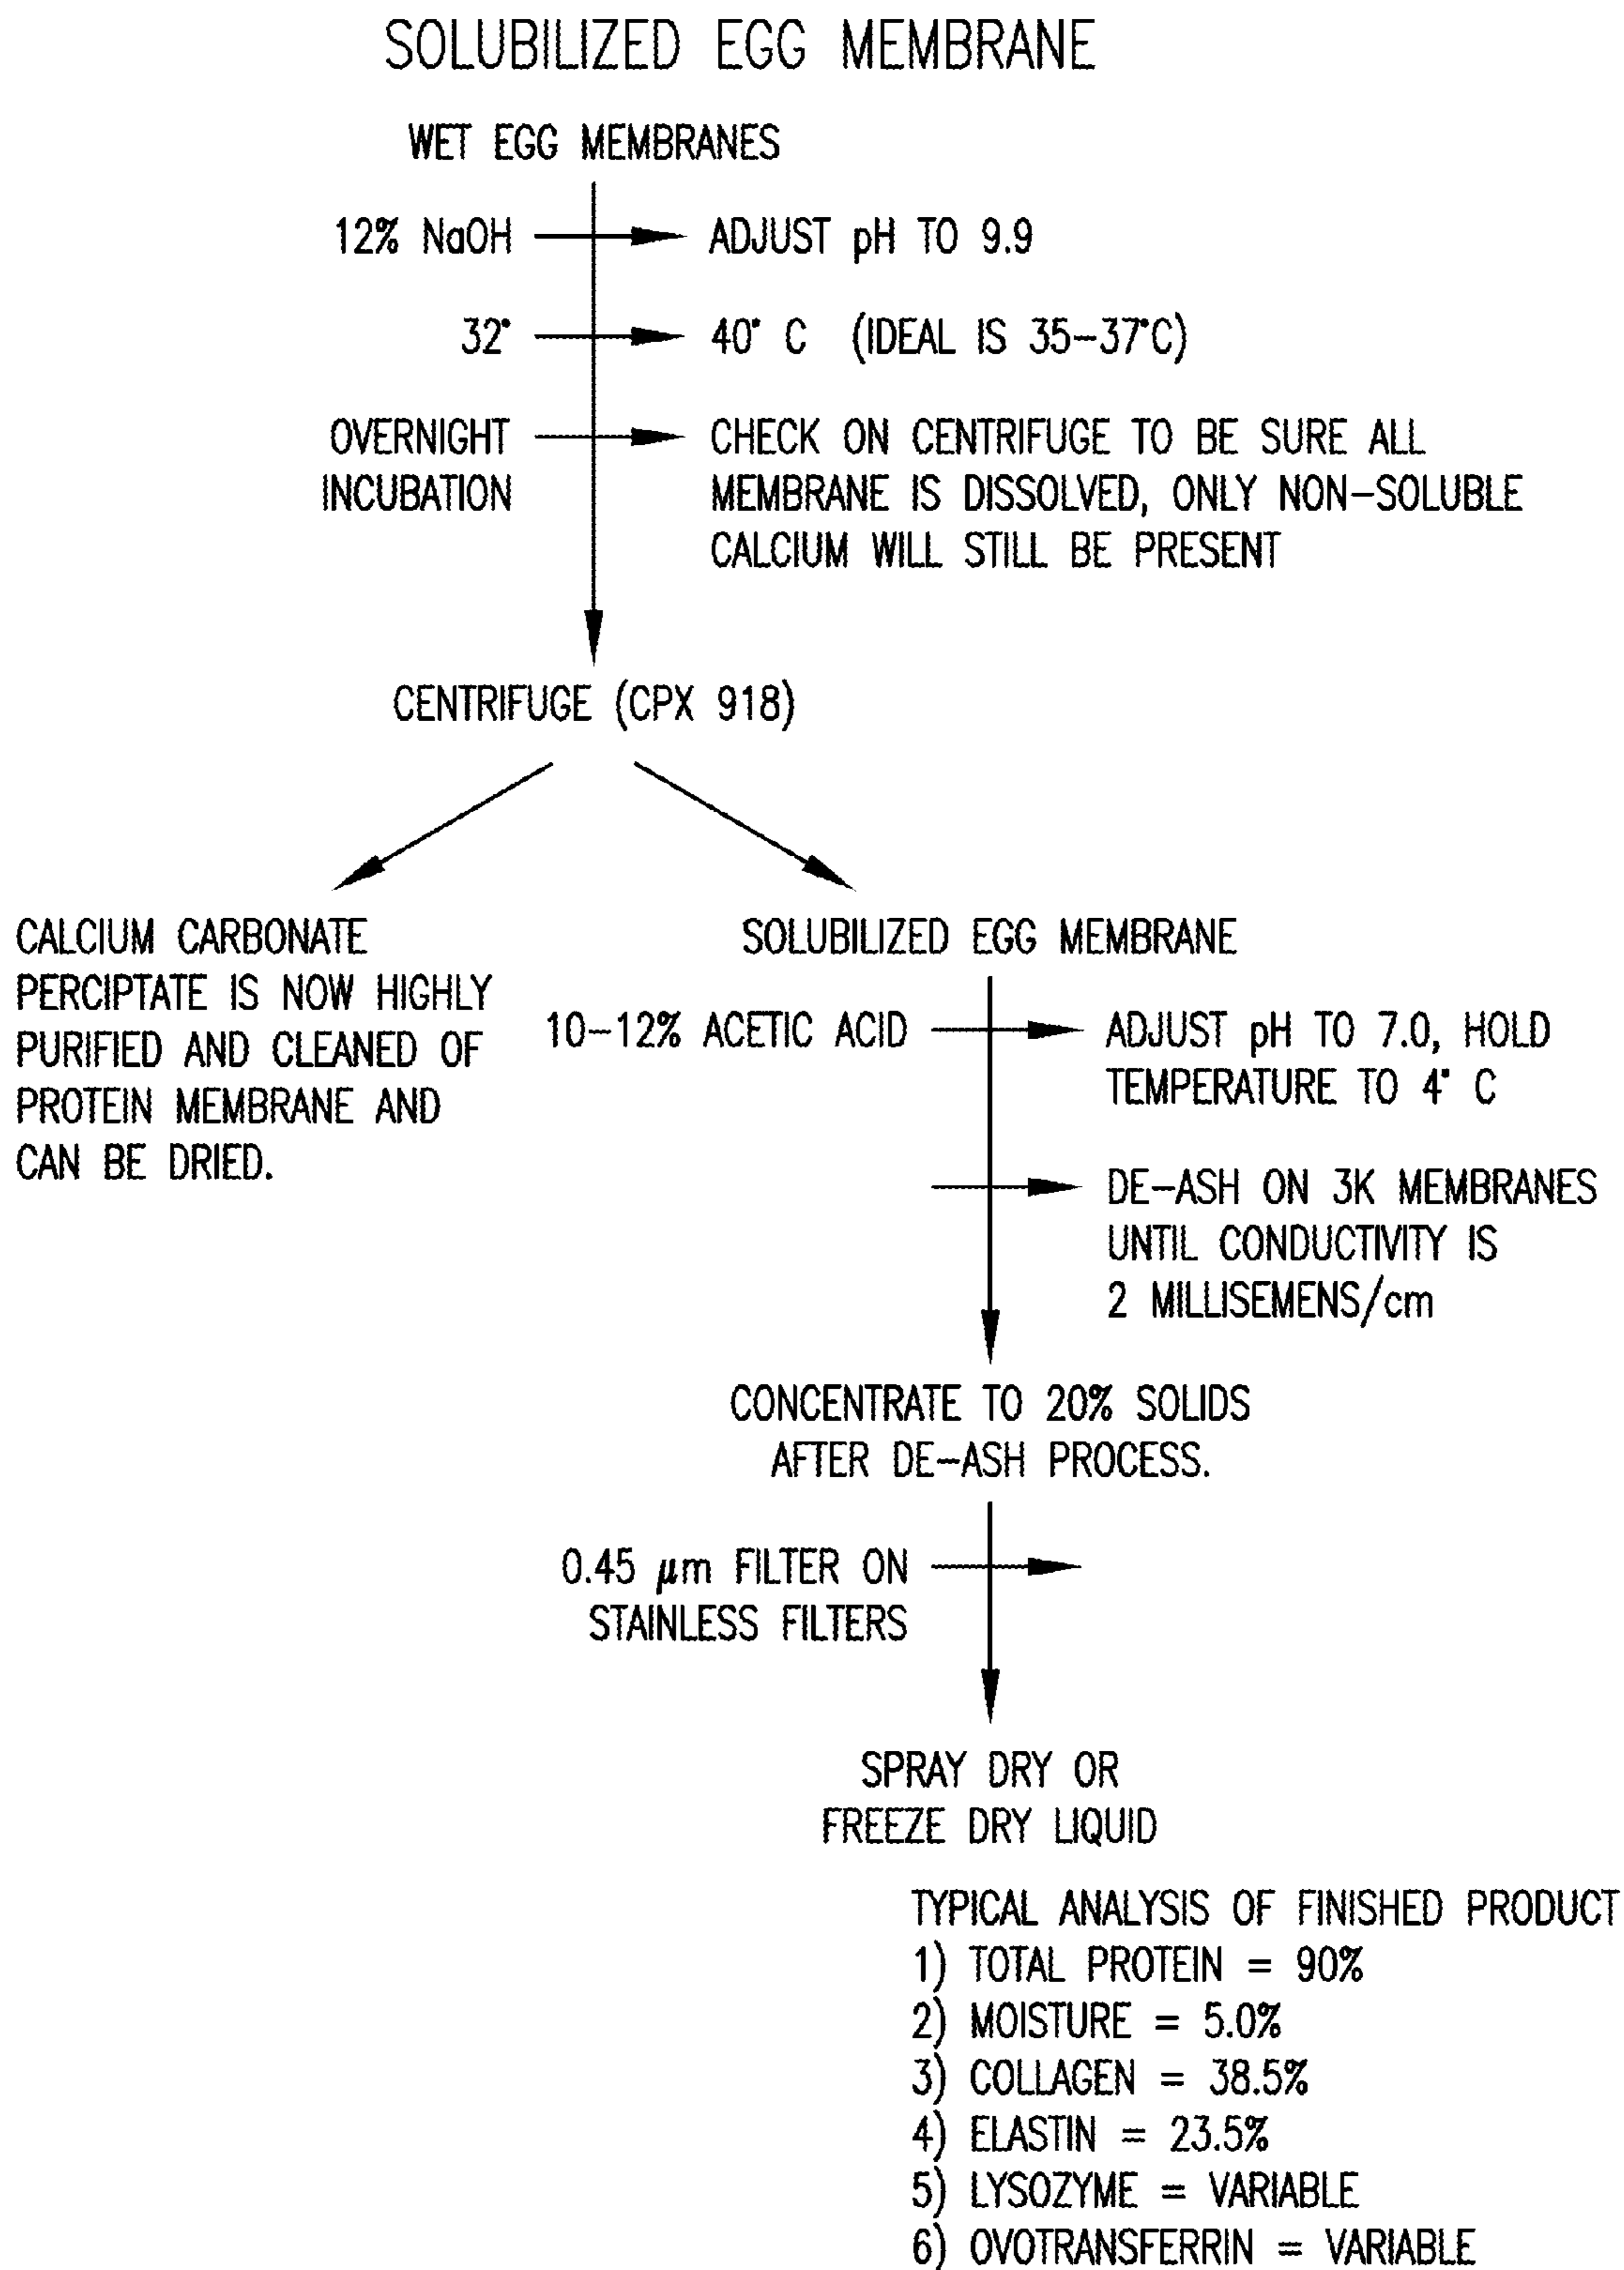 SOLUBILIZED EGG MEMBRANE
WET EGG MEMBRANES
12% NaOH
ADJUST pH TO 9.9
32°
40° C (IDEAL IS 35-37°C)
OVERNIGHT
INCUBATION
CHECK ON CENTRIFUGE TO BE SURE ALL
MEMBRANE IS DISSOLVED, ONLY NON-SOLUBLE
CALCIUM WILL STILL BE PRESENT
CENTRIFUGE (CPX 918)
CALCIUM CARBONATE
PERCIPTATE IS NOW HIGHLY
PURIFIED AND CLEANED OF
PROTEIN MEMBRANE AND
CAN BE DRIED.
SOLUBILIZED EGG MEMBRANE
10-12% ACETIC ACID
ADJUST pH TO 7.0, HOLD
TEMPERATURE TO 4° C
DE-ASH ON 3K MEMBRANES
UNTIL CONDUCTIVITY IS
2 MILLISEMENS/cm
CONCENTRATE TO 20% SOLIDS
AFTER DE-ASH PROCESS.
0.45 μm FILTER ON
STAINLESS FILTERS
SPRAY DRY OR
FREEZE DRY LIQUID
TYPICAL ANALYSIS OF FINISHED PRODUCT
1) TOTAL PROTEIN = 90%
2) MOISTURE = 5.0%
3) COLLAGEN = 38.5%
4) ELASTIN = 23.5%
5) LYSOZYME = VARIABLE
6) OVOTRANSFERRIN = VARIABLE